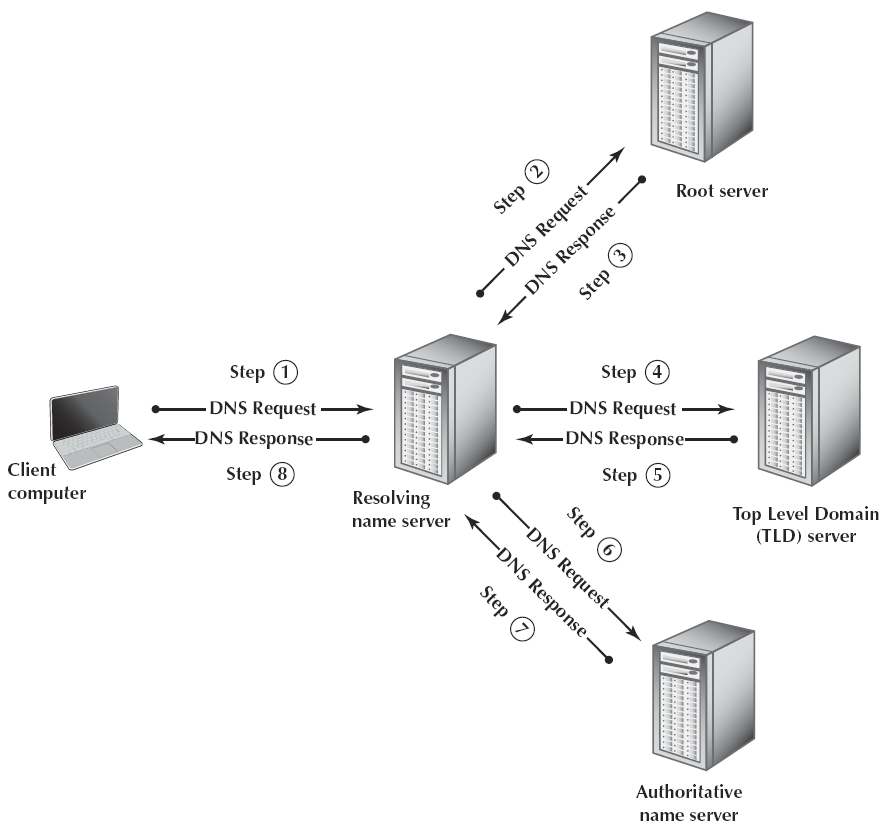 Root server
Step 2
DNS Request
DNS Response
Step 3
Step 1
DNS Request
DNS Response
Step 8
Client
computer
Resolving
name server
Step 4
DNS Request
DNS Response
Step 5
Top Level Domain
(TLD) server
Step 6
DNS Request
DNS Response
Step 7
Authoritative
name server